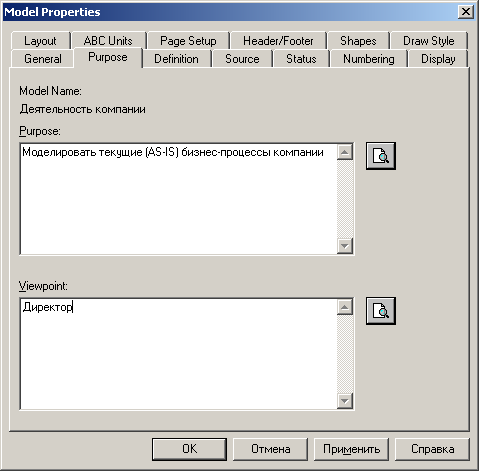 Model Properties
Layout ABC Units Page Setup Header/Footer Shapes Draw Style
General Purpose Definition Source Status Numbering Display
Model Name:
Деятельность компании
Purpose:
Моделировать текущие (AS-IS) бизнес-процессы компании
Viewpoint:
Директор
OK Отмена Применить Справка